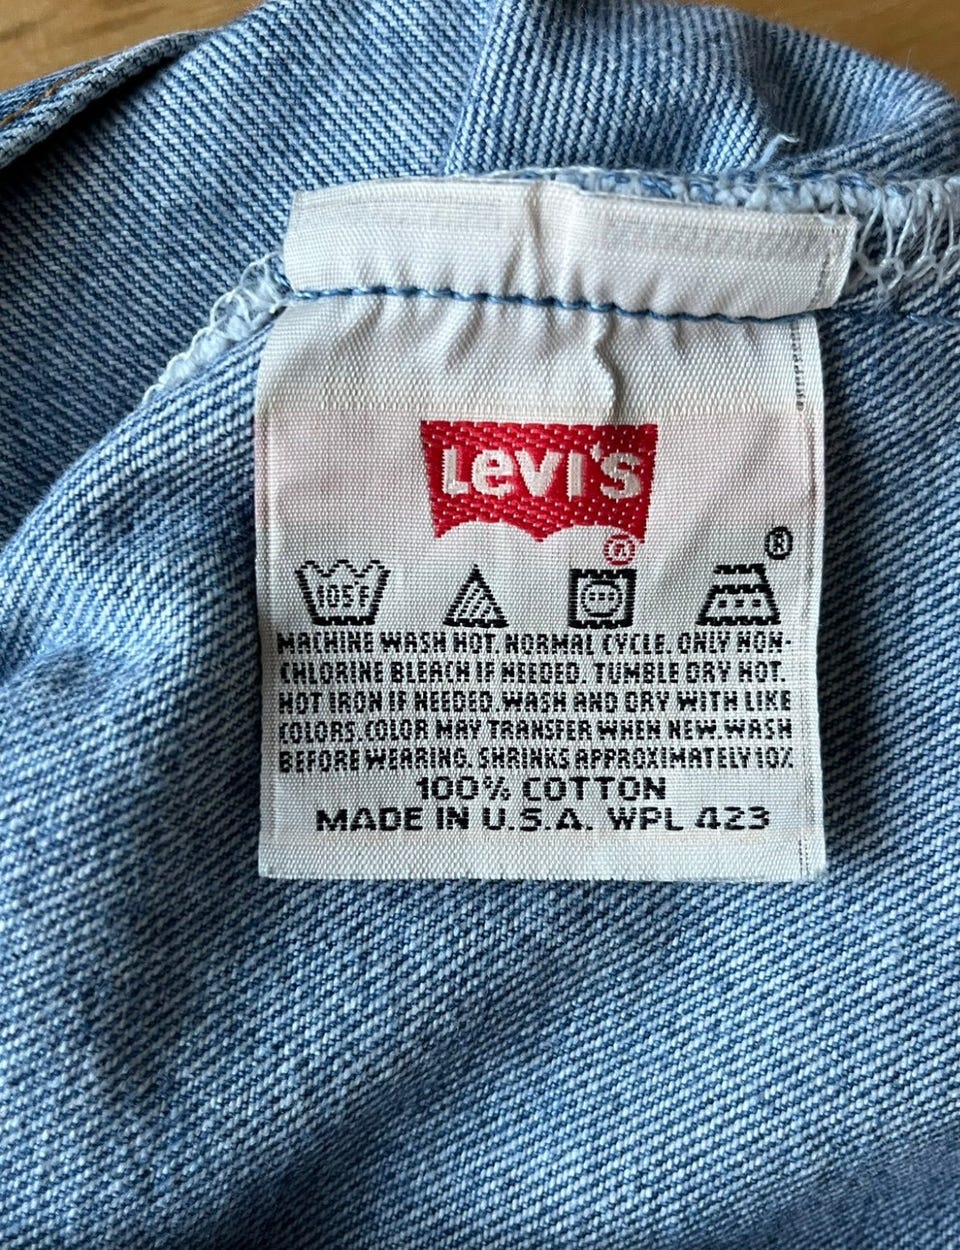 Levi's
®
®
105°F
MACHINE WASH HOT. NORMAL CYCLE. ONLY NON-
CHLORINE BLEACH IF NEEDED. TUMBLE DRY HOT.
HOT IRON IF NEEDED. WASH AND DRY WITH LIKE
COLORS. COLOR MAY TRANSFER WHEN NEW. WASH
BEFORE WEARING. SHRINKS APPROXIMATELY 10%
100% COTTON
MADE IN U.S.A. WPL 423